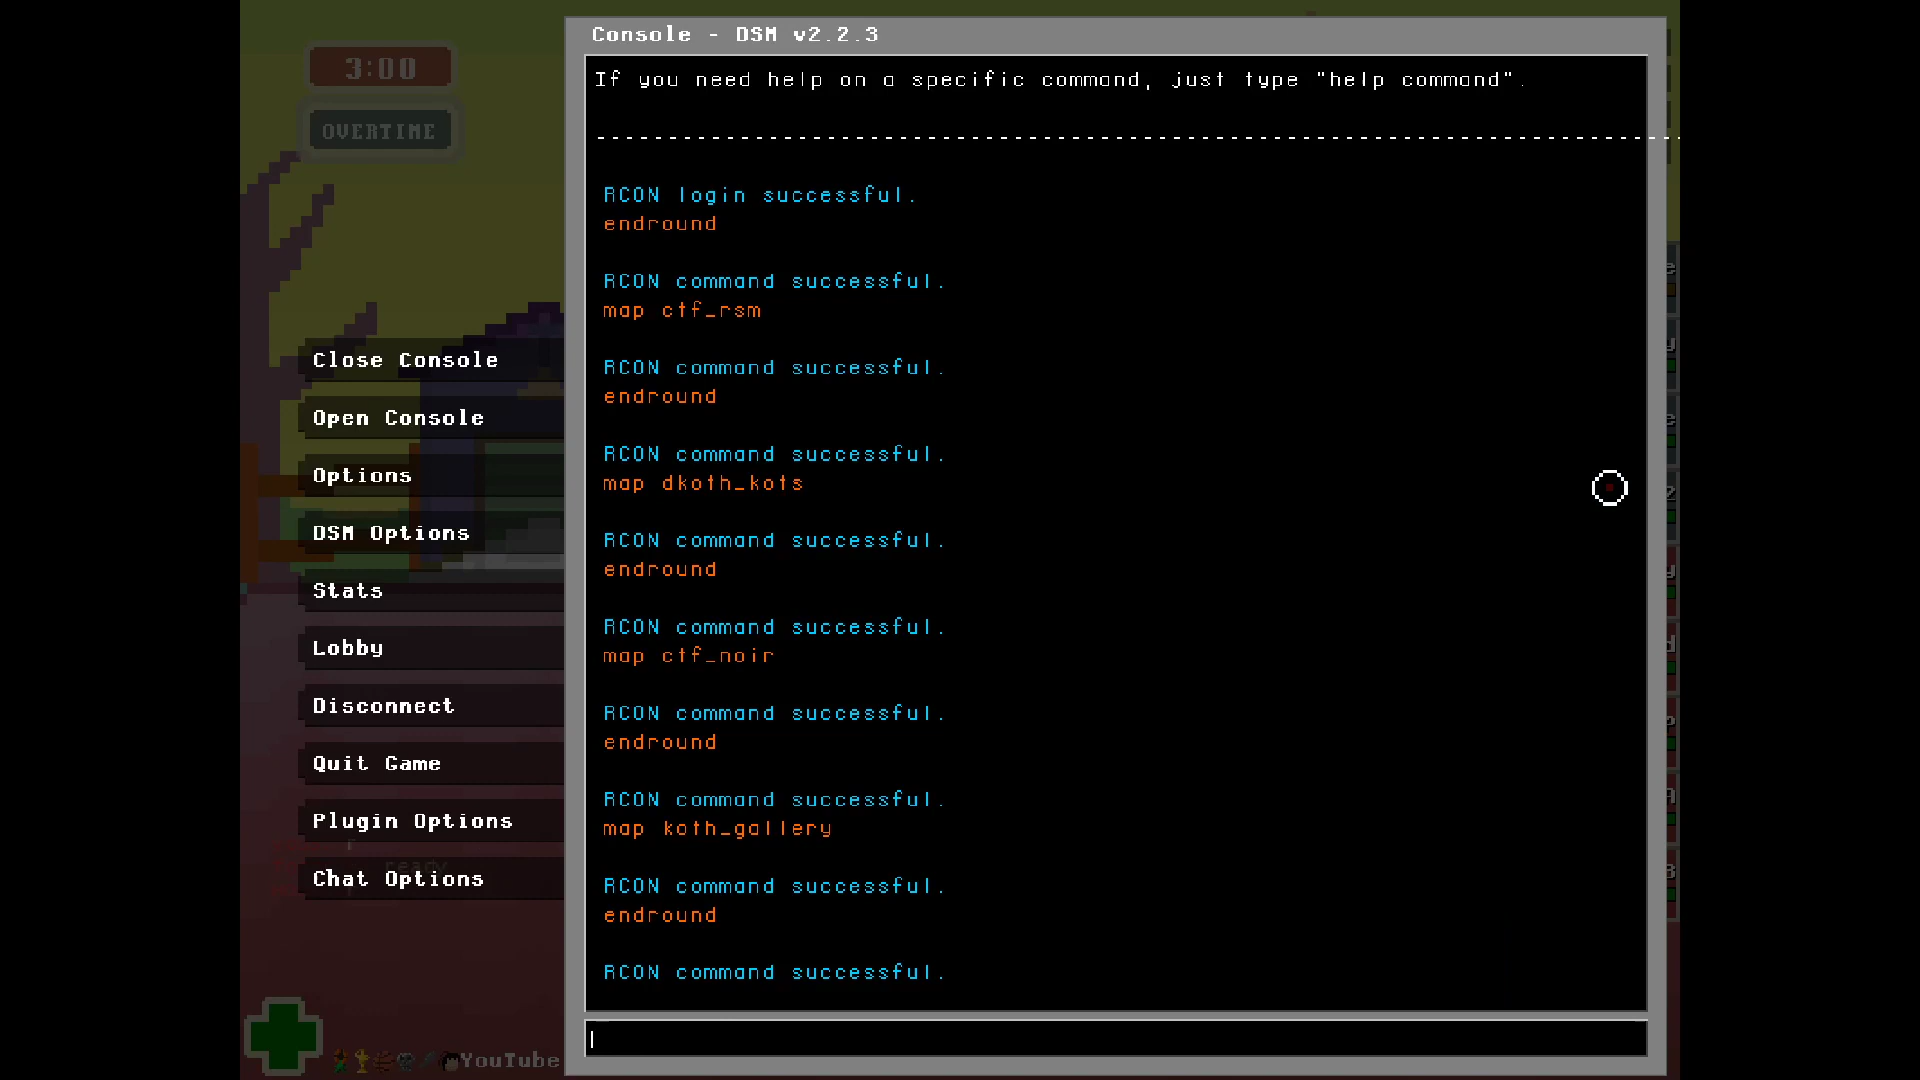 Console - DSM v2.2.3
3:00
OVERTIME
If you need help on a specific command, just type "help command".
--------------------------------------------------------------------------
RCON login successful.
endround
RCON command successful.
map ctf_rsm
RCON command successful.
endround
RCON command successful.
map dkoth_kots
RCON command successful.
endround
RCON command successful.
map ctf_noir
RCON command successful.
endround
RCON command successful.
map koth_gallery
RCON command successful.
endround
RCON command successful.
Close Console
Open Console
Options
DSM Options
Stats
Lobby
Disconnect
Quit Game
Plugin Options
ready
Chat Options
YouTube